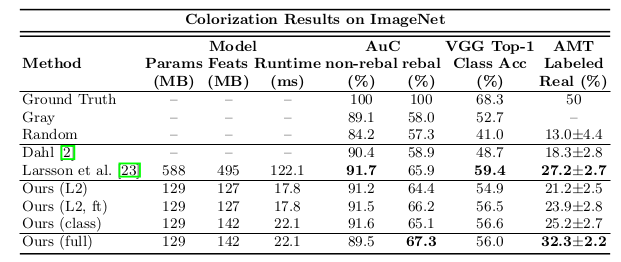 Colorization Results on ImageNet
Model AuC VGG Top-1 AMT
Method Params Feats Runtime non-rebal rebal Class Acc Labeled
(MB) (MB) (ms) (%) (%) (%) Real (%)
Ground Truth – – – 100 100 68.3 50
Gray – – – 89.1 58.0 52.7 –
Random – – – 84.2 57.3 41.0 13.0±4.4
Dahl [2] – – – 90.4 58.9 48.7 18.3±2.8
Larsson et al. [23] 588 495 122.1 91.7 65.9 59.4 27.2±2.7
Ours (L2) 129 127 17.8 91.2 64.4 54.9 21.2±2.5
Ours (L2, ft) 129 127 17.8 91.5 66.2 56.5 23.9±2.8
Ours (class) 129 142 22.1 91.6 65.1 56.6 25.2±2.7
Ours (full) 129 142 22.1 89.5 67.3 56.0 32.3±2.2